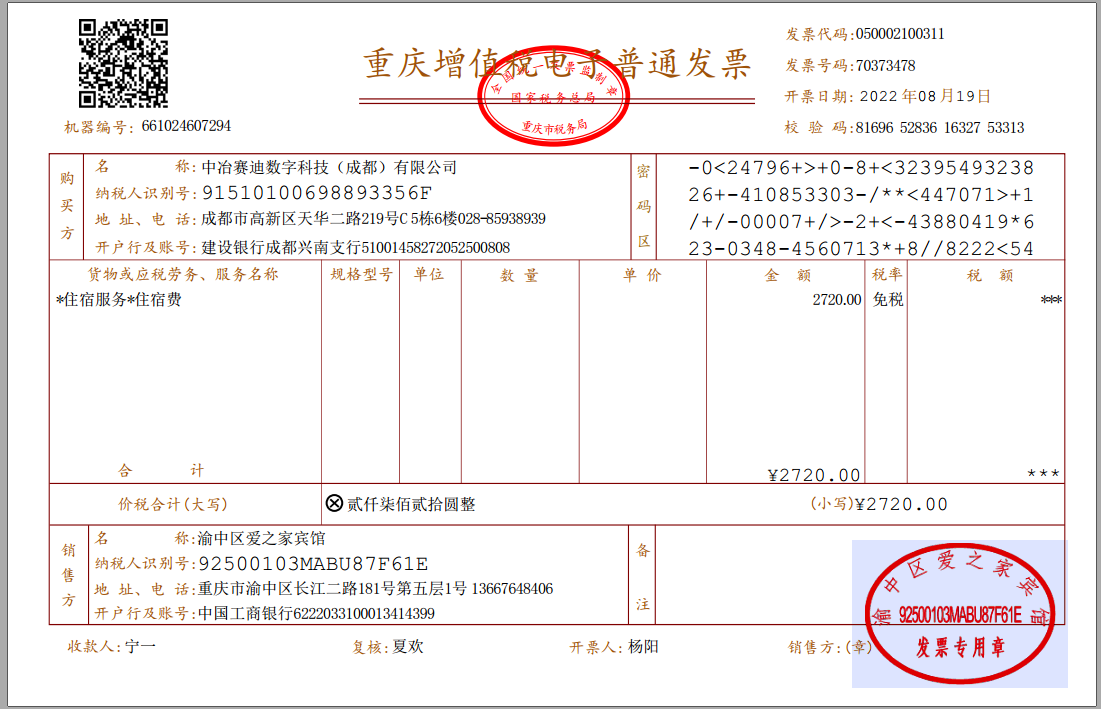 重庆增值税电子普通发票
全国统一发票监制章
国家税务总局
重庆市税务局
发票代码:050002100311
发票号码:70373478
开票日期:2022年08月19日
校 验 码:81696 52836 16327 53313
机器编号:661024607294
购买方
名 称:中冶赛迪数字科技（成都）有限公司
纳税人识别号:91510100698893356F
地 址、电 话:成都市高新区天华二路219号C5栋6楼028-85938939
开户行及账号:建设银行成都兴南支行51001458272052500808
密码区
-0<24796+>+0-8+<32395493238
26+-410853303-/**<447071>+1
/+/-00007+/>-2+<-43880419*6
23-0348-4560713*+8//8222<54
货物或应税劳务、服务名称 规格型号 单位 数 量 单 价 金 额 税率 税 额
*住宿服务*住宿费 2720.00 免税 ***
合 计 ¥2720.00 ***
价税合计(大写) ⊗贰仟柒佰贰拾圆整 (小写)¥2720.00
销售方
名 称:渝中区爱之家宾馆
纳税人识别号:92500103MABU87F61E
地 址、电 话:重庆市渝中区长江二路181号第五层1号 13667648406
开户行及账号:中国工商银行6222033100013414399
备注
收款人:宁一 复核:夏欢 开票人:杨阳 销售方:(章)
渝中区爱之家宾馆
92500103MABU87F61E
发票专用章